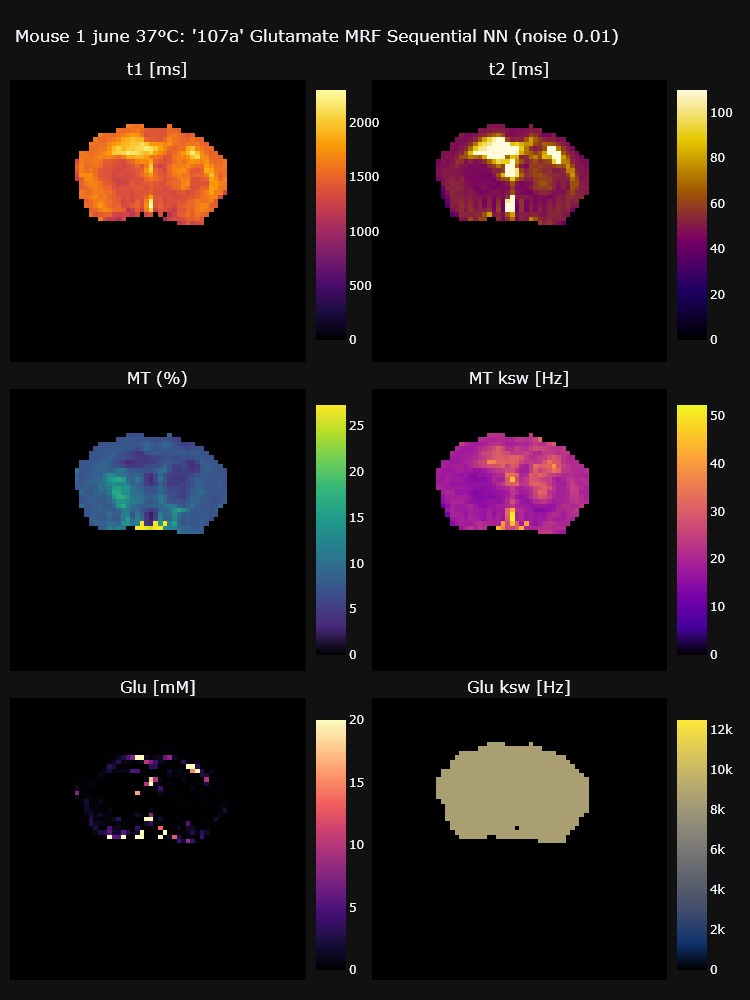 Mouse 1 june 37ºC: '107a' Glutamate MRF Sequential NN (noise 0.01)
t1 [ms]
2000
1500
1000
500
0
t2 [ms]
100
80
60
40
20
0
MT (%)
25
20
15
10
5
0
MT ksw [Hz]
50
40
30
20
10
0
Glu [mM]
20
15
10
5
0
Glu ksw [Hz]
12k
10k
8k
6k
4k
2k
0